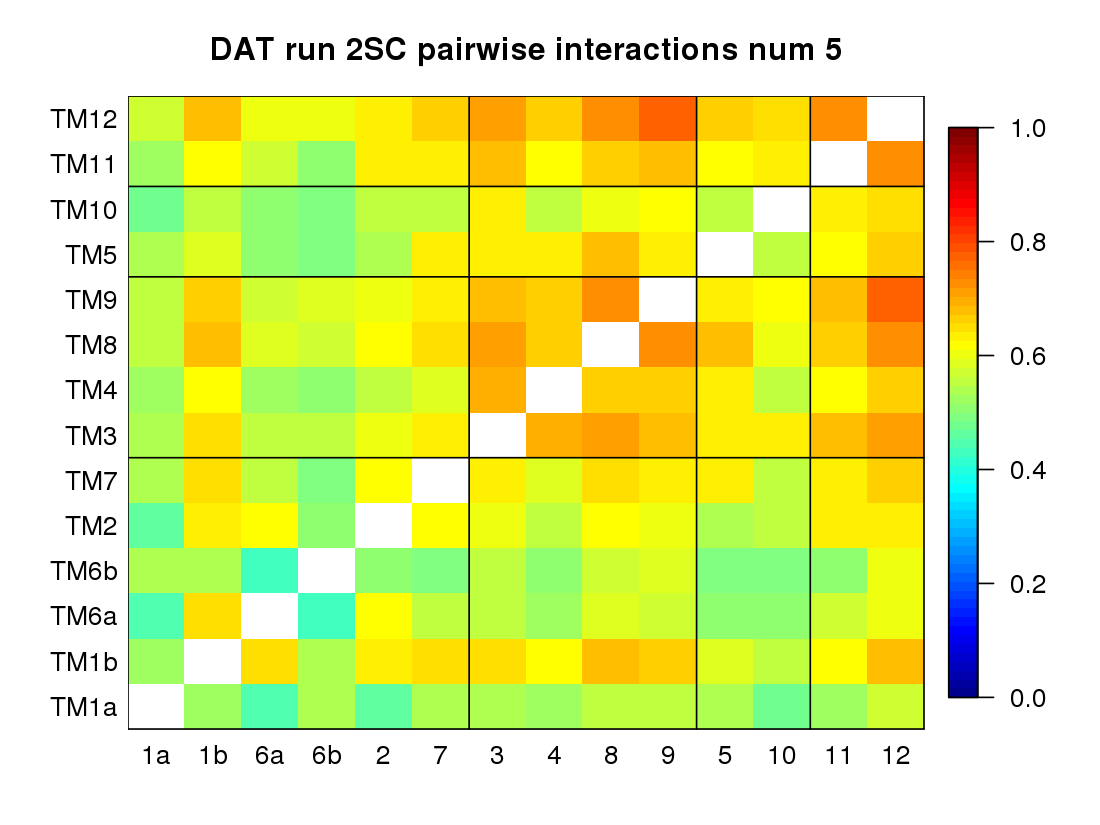 DAT run 2SC pairwise interactions num 5
TM12
TM11
TM10
TM5
TM9
TM8
TM4
TM3
TM7
TM2
TM6b
TM6a
TM1b
TM1a
1a 1b 6a 6b 2 7 3 4 8 9 5 10 11 12
1.0
0.8
0.6
0.4
0.2
0.0